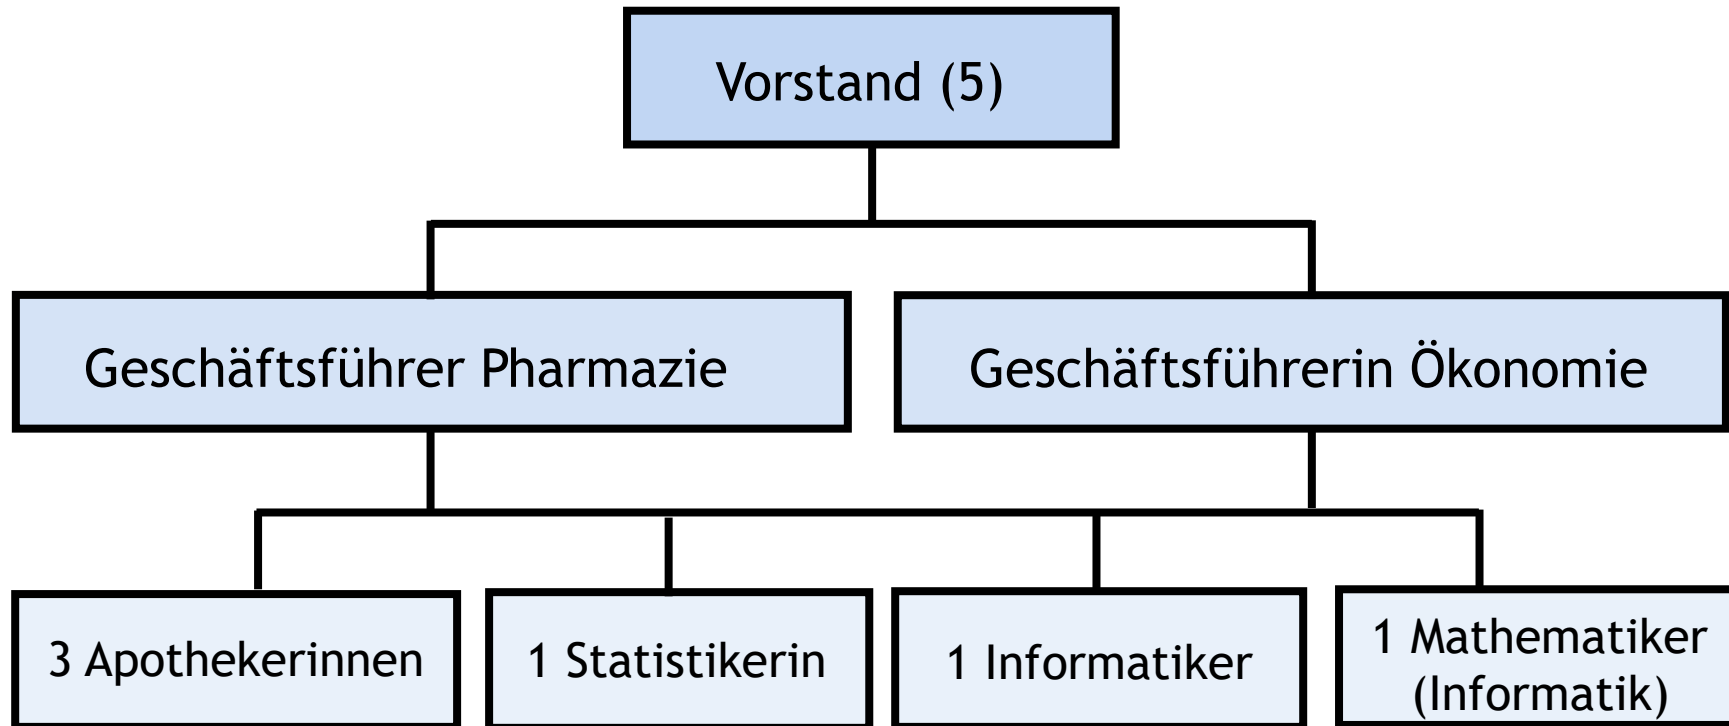 Vorstand (5)
Geschäftsführer Pharmazie
Geschäftsführerin Ökonomie
3 Apothekerinnen
1 Statistikerin
1 Informatiker
1 Mathematiker
(Informatik)